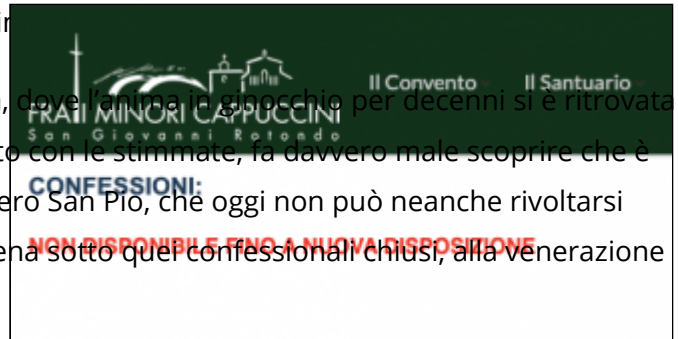 Il Convento Il Santuario
, dove l'anima in ginocchio per decenni si è ritrovata
FRATI MINORI CAPPUCCINI
San Giovanni Rotondo
to con le stimmate, fa davvero male scoprire che è
CONFESSIONI:
ero San Pio, che oggi non può neanche rivoltarsi
NON DISPONIBILE FINO A NUOVA DISPOSIZIONE
ena sotto quei confessionali chiusi, alla venerazione